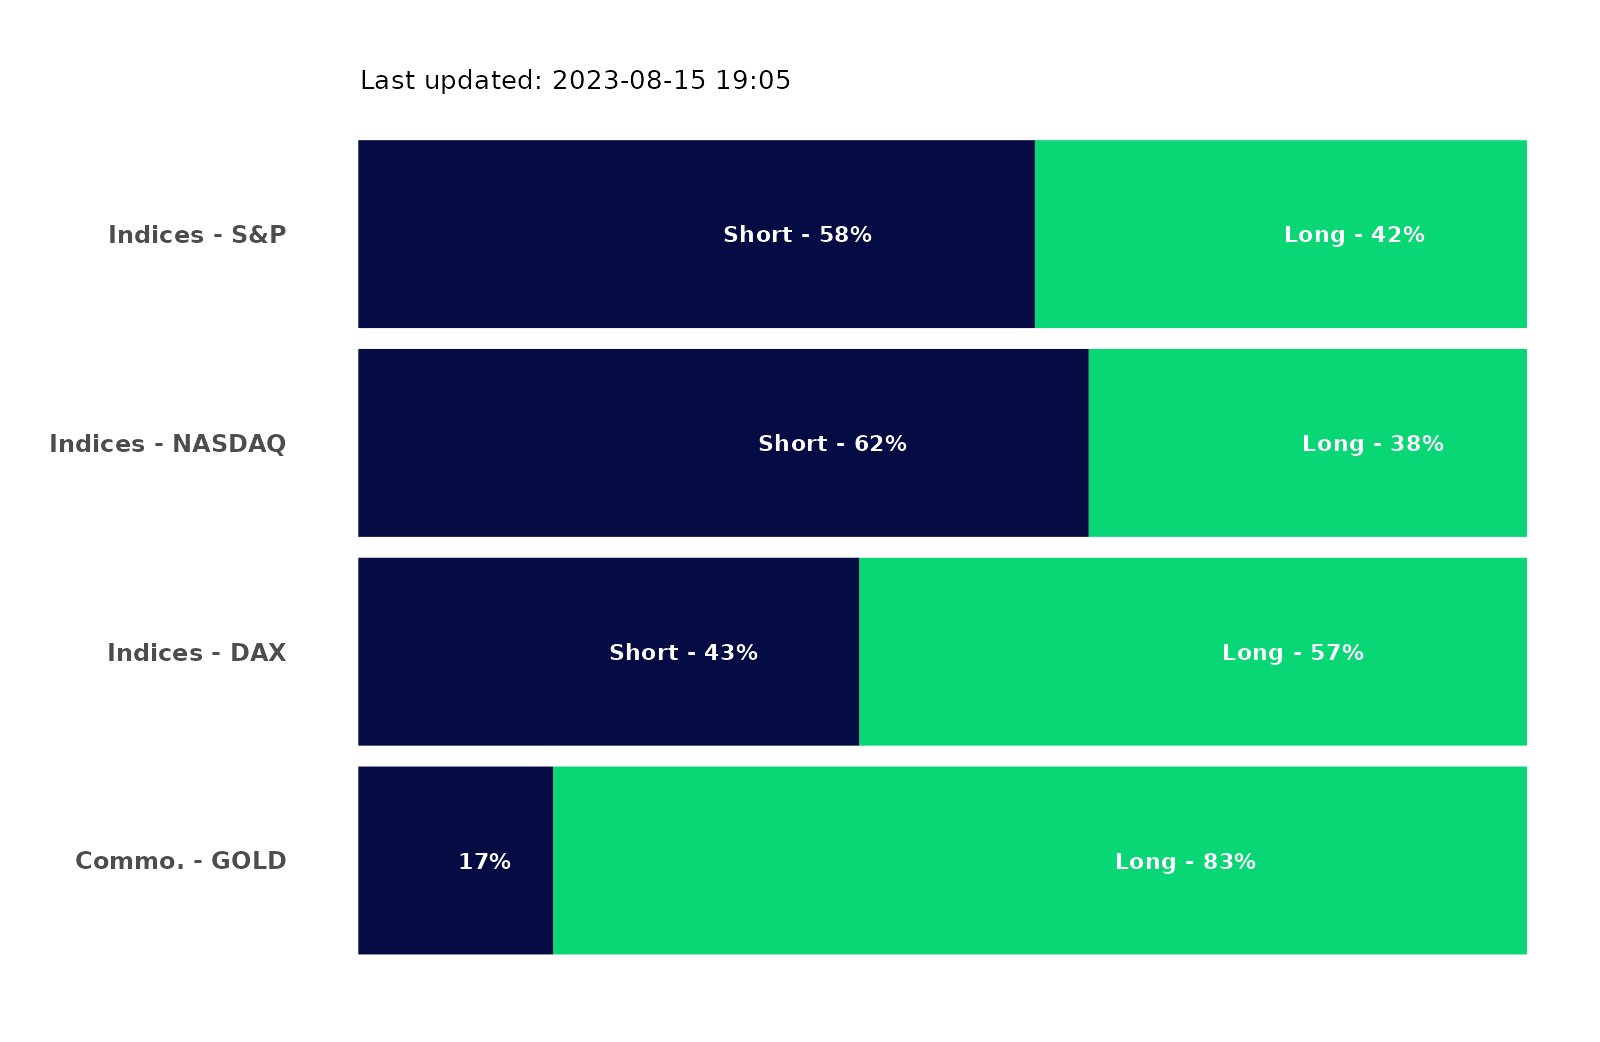 Last updated: 2023-08-15 19:05
Indices - S&P
Short - 58%
Long - 42%
Indices - NASDAQ
Short - 62%
Long - 38%
Indices - DAX
Short - 43%
Long - 57%
Commo. - GOLD
17%
Long - 83%